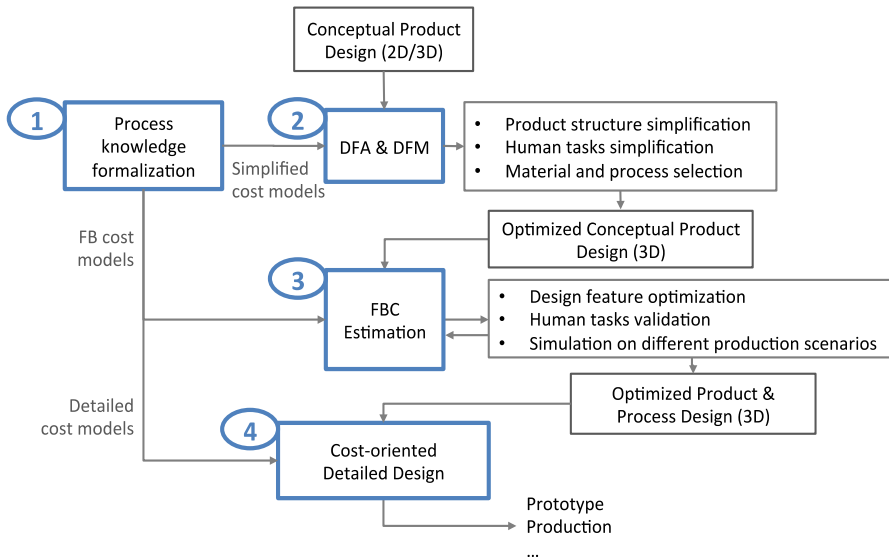 Conceptual Product
Design (2D/3D)
1
Process
knowledge
formalization
2
DFA & DFM
Simplified
cost models
• Product structure simplification
• Human tasks simplification
• Material and process selection
FB cost
models
Optimized Conceptual Product
Design (3D)
3
FBC
Estimation
• Design feature optimization
• Human tasks validation
• Simulation on different production scenarios
Optimized Product &
Process Design (3D)
Detailed
cost models
4
Cost-oriented
Detailed Design
Prototype
Production
...